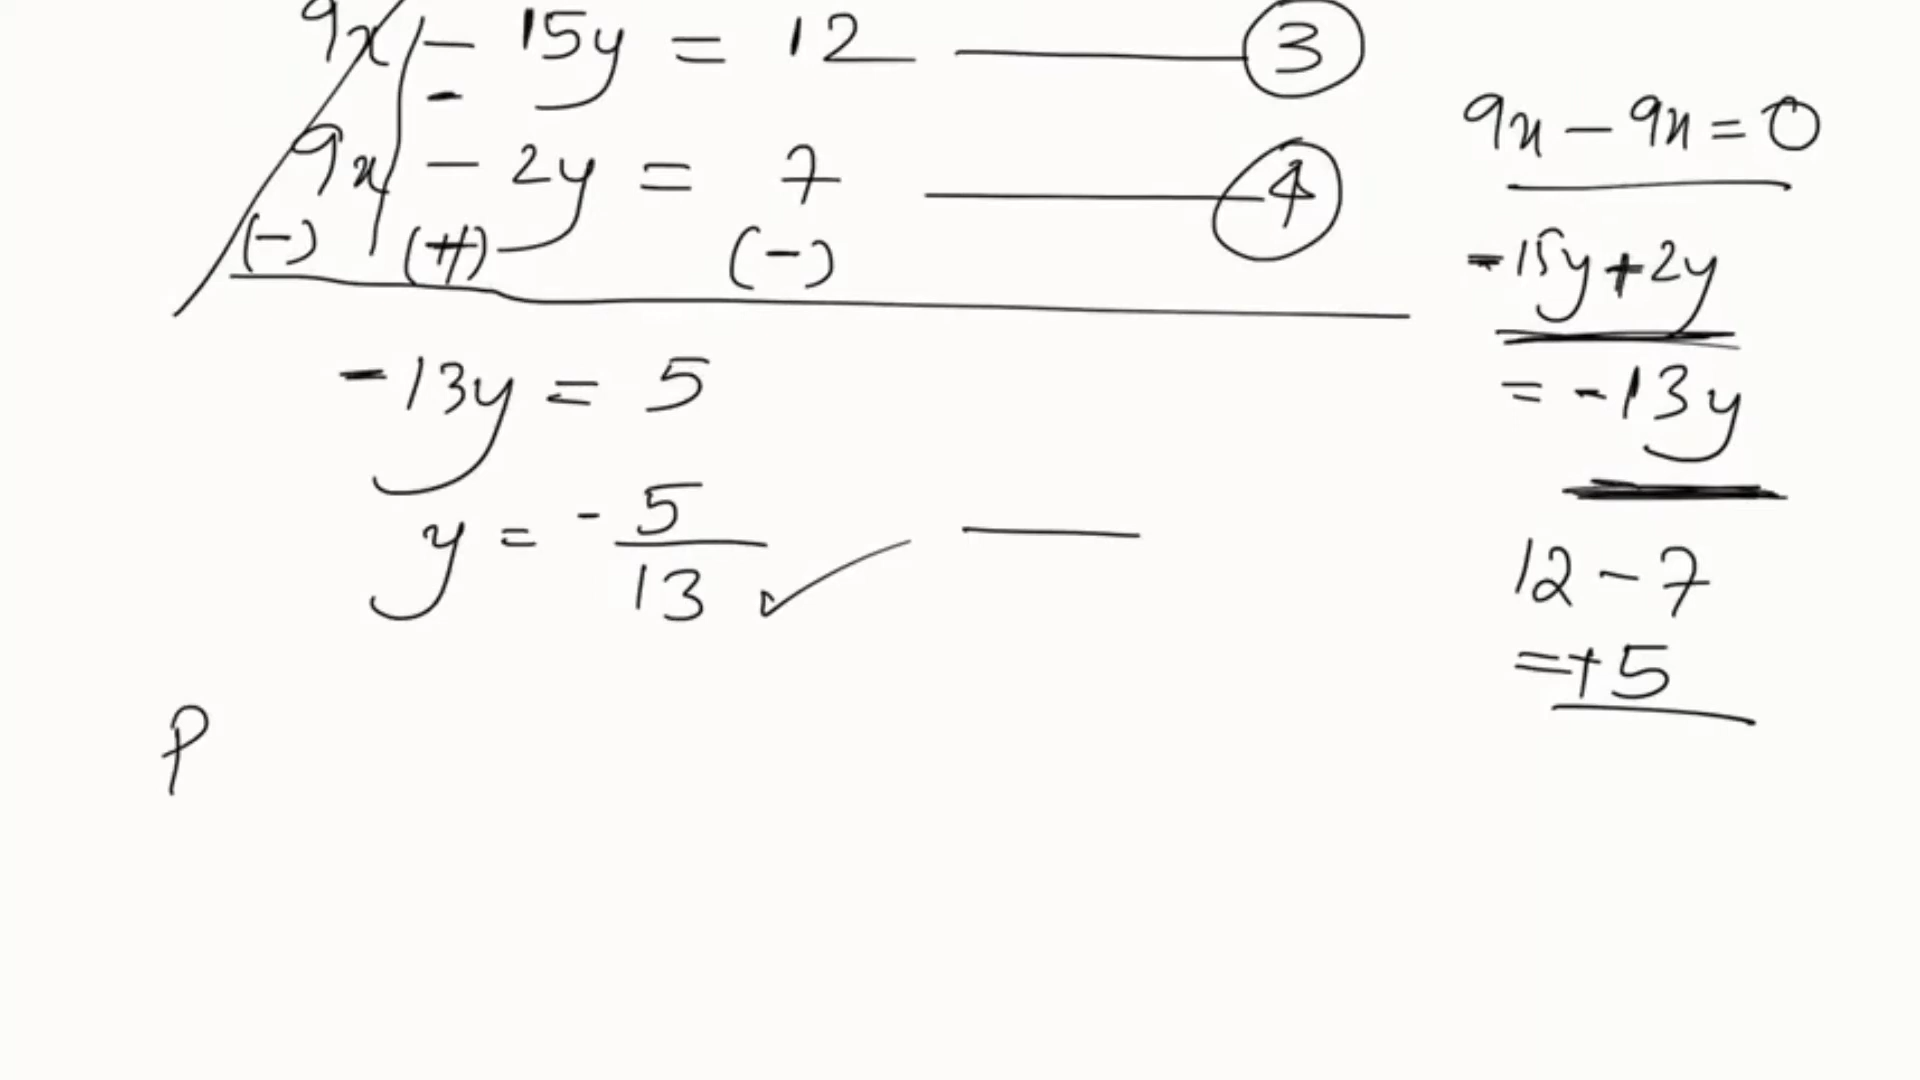 9x - 15y = 12 ——— 3
-
9x - 2y = 7 ——— 4
(-) (+) (-)
-13y = 5
y = - 5/13 ✓ ——
P
9x - 9x = 0
-15y + 2y
= -13y
12 - 7
= +5